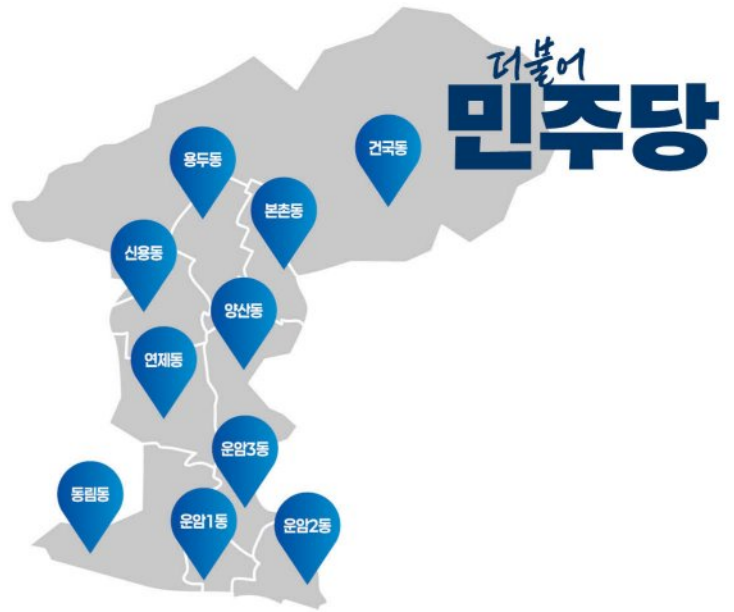 더불어
민주당
건국동
용두동
본촌동
신용동
양산동
연제동
운암3동
동림동
운암1동
운암2동